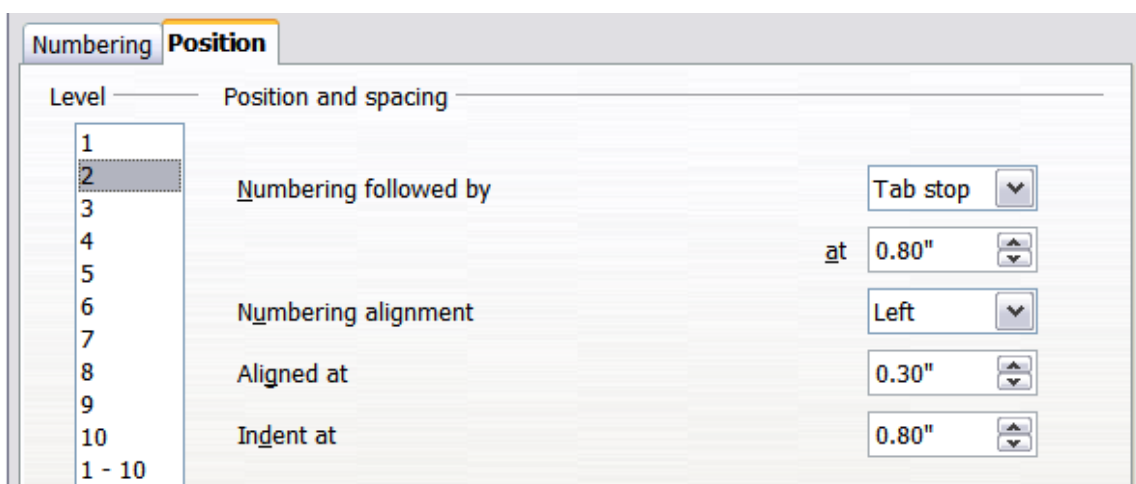 Numbering Position
Level Position and spacing
1
2
Numbering followed by Tab stop
3
4
at 0.80"
5
6
Numbering alignment Left
7
8
Aligned at 0.30"
9
10
Indent at 0.80"
1 - 10